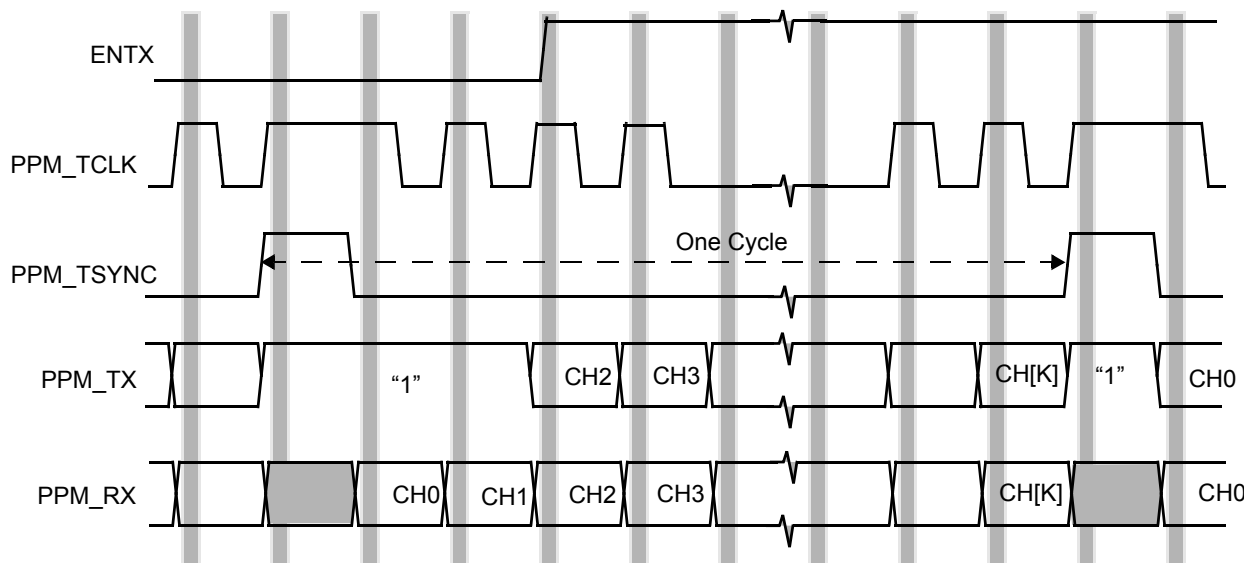 ENTX
PPM_TCLK
One Cycle
PPM_TSYNC
PPM_TX “1” CH2 CH3 CH[K] “1” CH0
PPM_RX CH0 CH1 CH2 CH3 CH[K] CH0